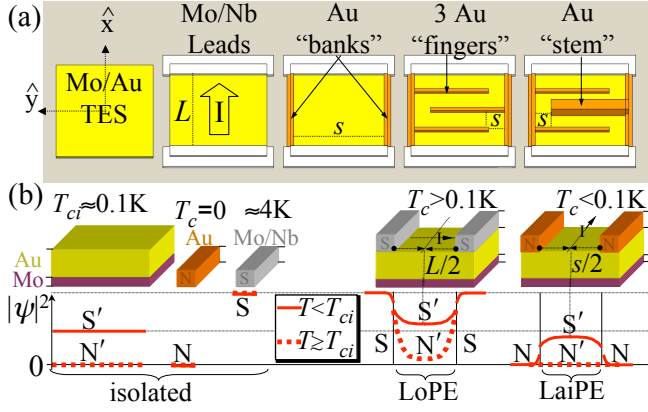 (a)
x̂
ŷ
Mo/Au
TES
Mo/Nb
Leads
L
I
Au
“banks”
s
3 Au
“fingers”
s
Au
“stem”
s
(b)
T_ci≈0.1K
T_c=0
≈4K
T_c>0.1K
T_c<0.1K
Au
Mo
Au
N
Mo/Nb
S
S
S
I
L/2
N
N
I
s/2
|ψ|²
0
S′
N′
N
S
T<T_ci
T≳T_ci
S
S′
N′
S
N
S′
N′
N
isolated
LoPE
LaiPE